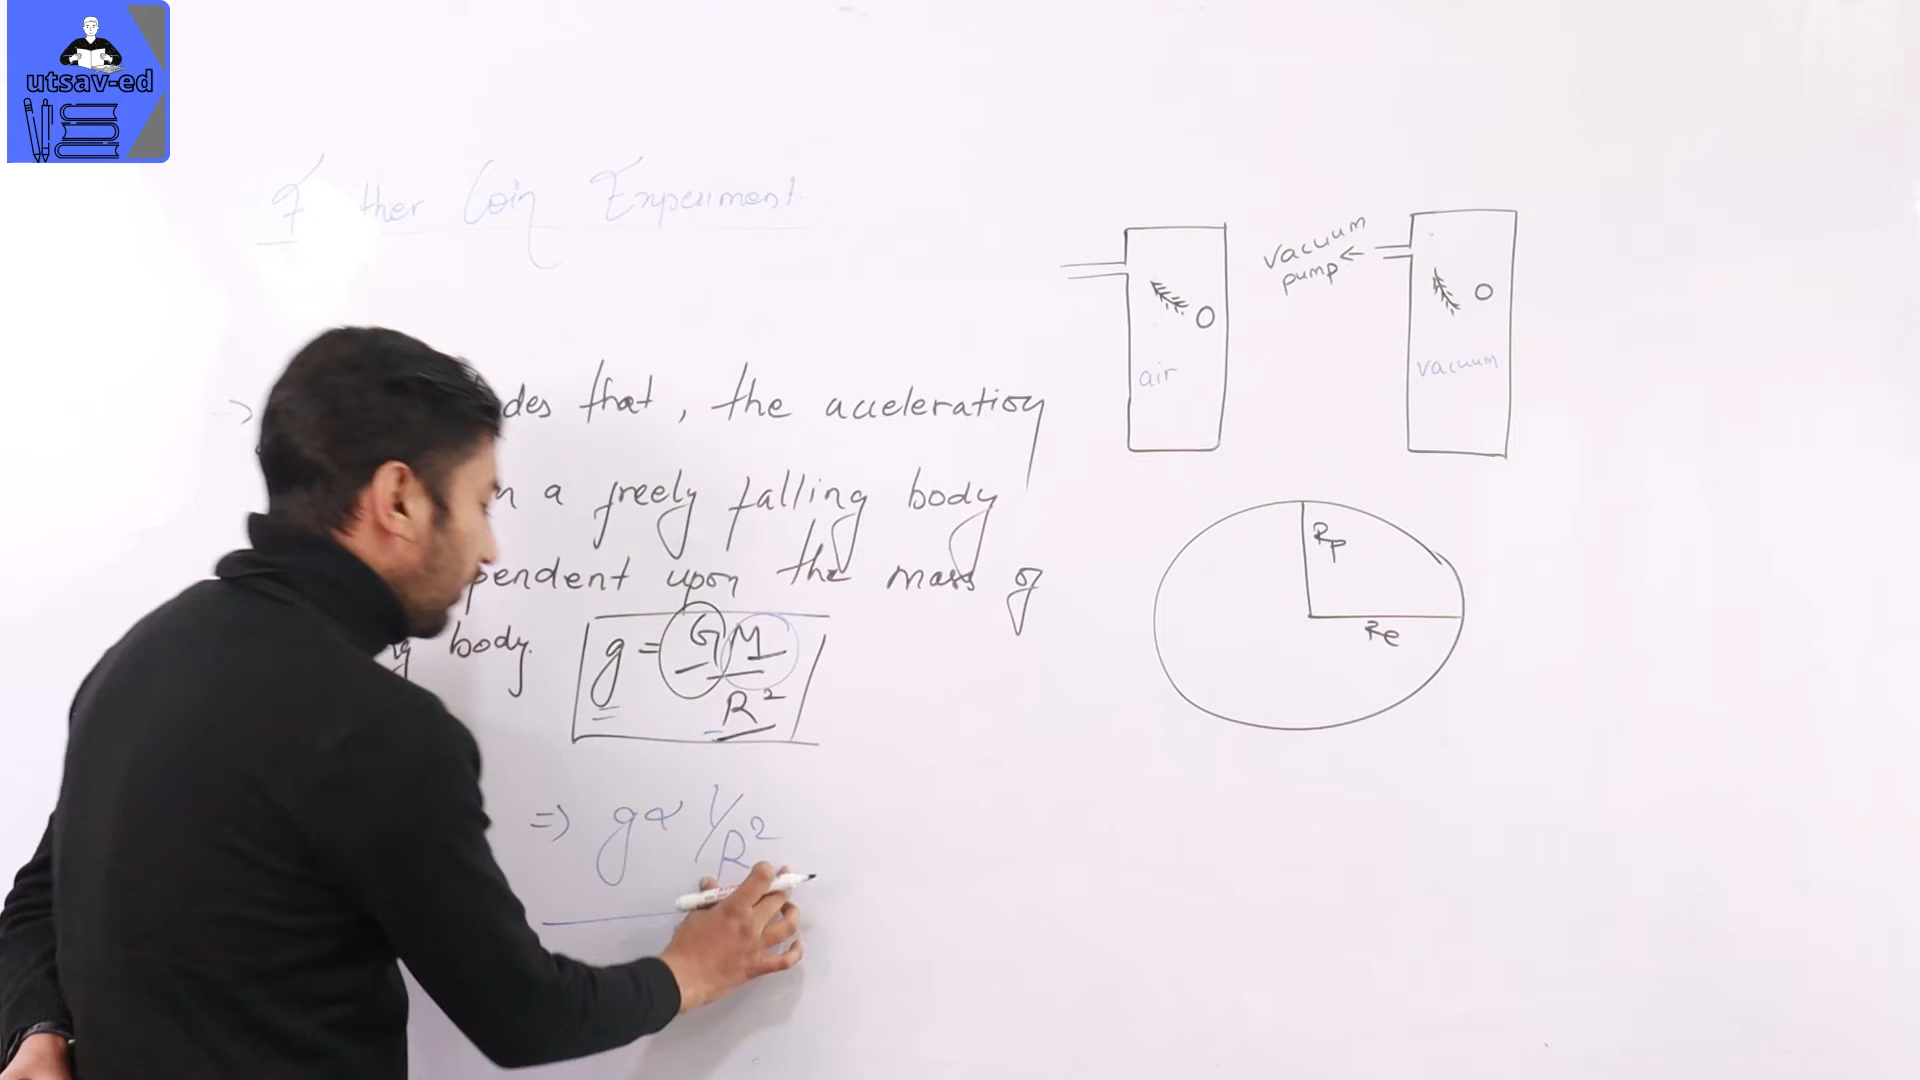 utsav-ed
ther Coin Experiment.
→ des that, the acceleration
n a freely falling body
pendent upon the mass of
g body.
g = GM/R²
=> g ∝ 1/R²
air
vacuum
pump ←
vacuum.
Rp
Re